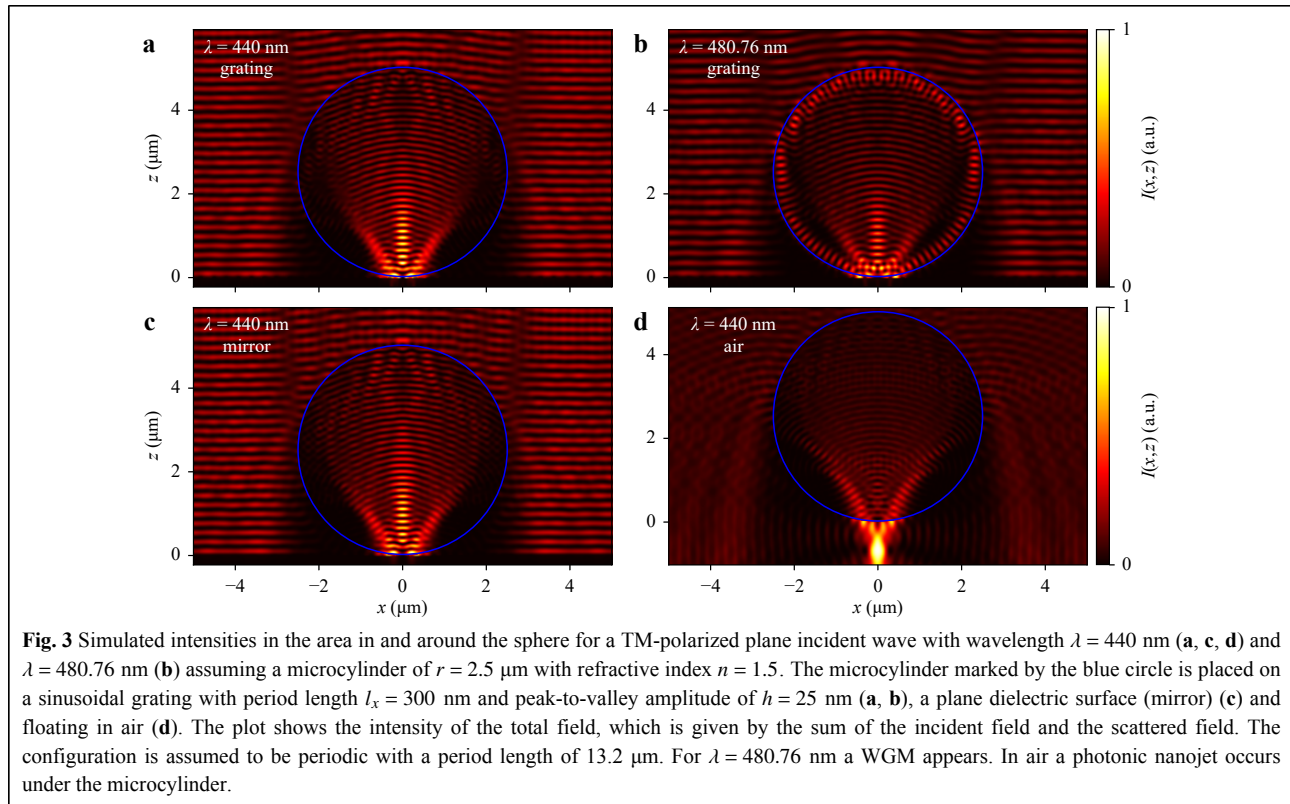 a
λ = 440 nm
grating
b
λ = 480.76 nm
grating
1
4
4
z (μm)
I(x,z) (a.u.)
2
2
0
0
0
c
λ = 440 nm
mirror
d
λ = 440 nm
air
1
4
4
z (μm)
I(x,z) (a.u.)
2
2
0
0
0
−4 −2 0 2 4
−4 −2 0 2 4
x (μm)
x (μm)
Fig. 3 Simulated intensities in the area in and around the sphere for a TM-polarized plane incident wave with wavelength λ = 440 nm (a, c, d) and
λ = 480.76 nm (b) assuming a microcylinder of r = 2.5 μm with refractive index n = 1.5. The microcylinder marked by the blue circle is placed on
a sinusoidal grating with period length lₓ = 300 nm and peak-to-valley amplitude of h = 25 nm (a, b), a plane dielectric surface (mirror) (c) and
floating in air (d). The plot shows the intensity of the total field, which is given by the sum of the incident field and the scattered field. The
configuration is assumed to be periodic with a period length of 13.2 μm. For λ = 480.76 nm a WGM appears. In air a photonic nanojet occurs
under the microcylinder.